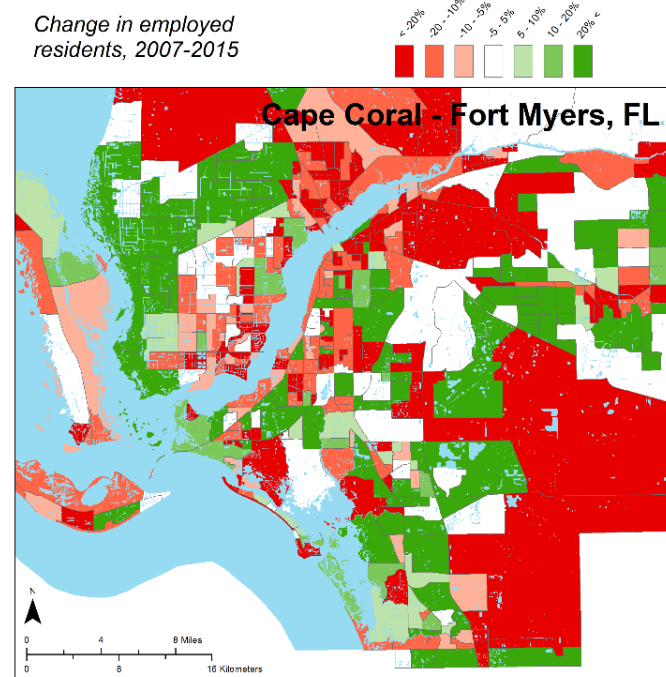 Change in employed
residents, 2007-2015
< -20%
-20 - -10%
-10 - -5%
-5 - 5%
5 - 10%
10 - 20%
20% <
Cape Coral - Fort Myers, FL
N
0 4 8 Miles
0 8 16 Kilometers